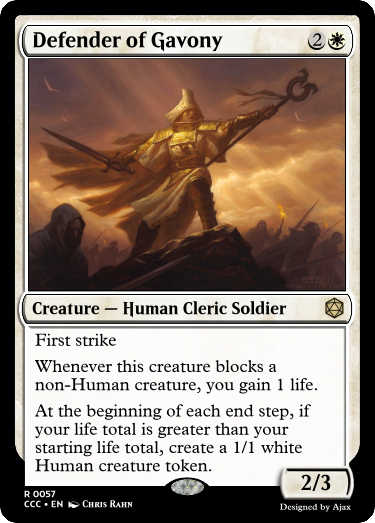 Defender of Gavony 2
Creature — Human Cleric Soldier
First strike
Whenever this creature blocks a
non-Human creature, you gain 1 life.
At the beginning of each end step, if
your life total is greater than your
starting life total, create a 1/1 white
Human creature token.
2/3
R 0057
CCC • EN Chris Rahn
Designed by Ajax